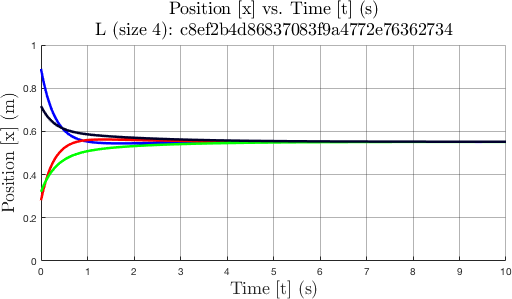 Position [x] vs. Time [t] (s)
L (size 4): c8ef2b4d86837083f9a4772e76362734
Position [x] (m)
1
0.8
0.6
0.4
0.2
0
0 1 2 3 4 5 6 7 8 9 10
Time [t] (s)